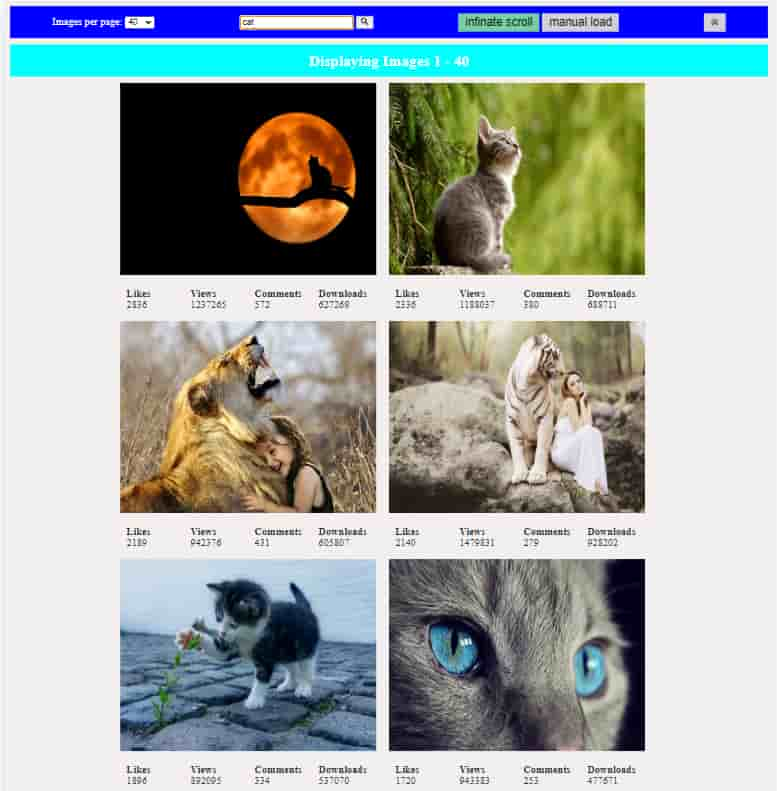 Images per page: 40 cat infinate scroll manual load
Displaying Images 1 - 40
Likes Views Comments Downloads Likes Views Comments Downloads
2836 1237265 572 627269 2336 1188037 380 688711
Likes Views Comments Downloads Likes Views Comments Downloads
2189 942376 431 605807 2140 1479831 279 928202
Likes Views Comments Downloads Likes Views Comments Downloads
1896 892095 334 537070 1720 943383 253 477671